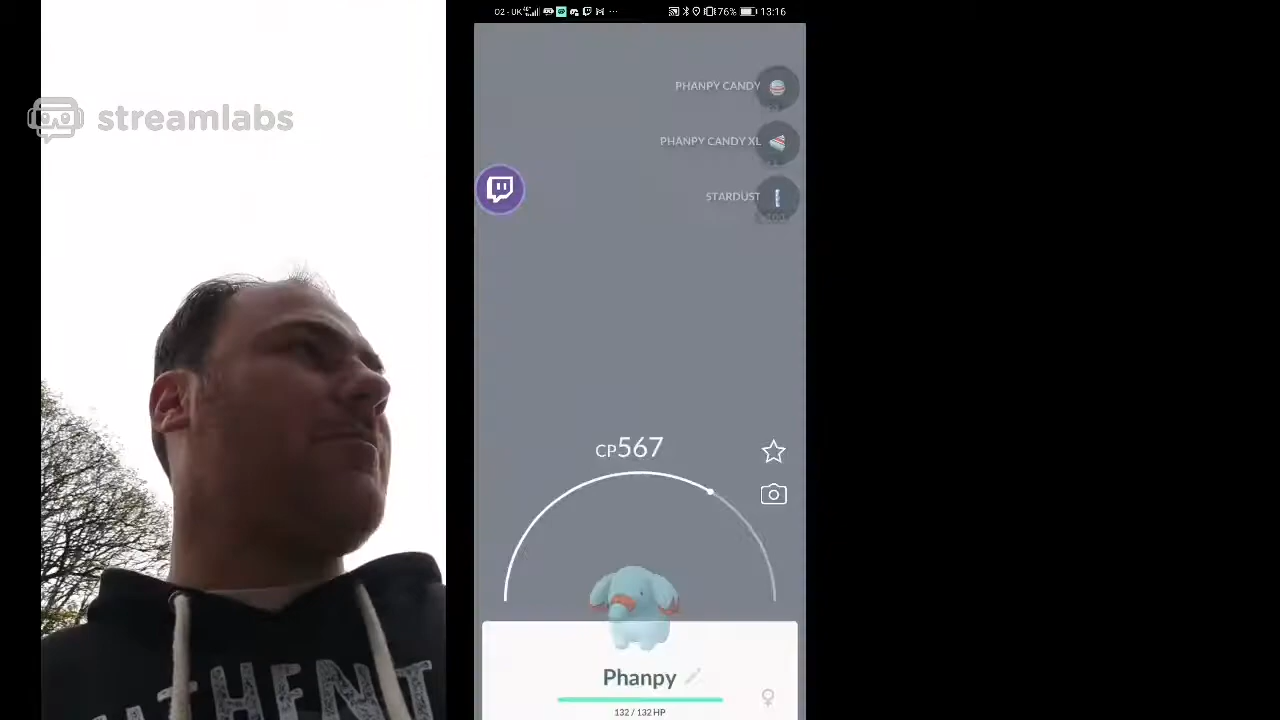 streamlabs
O2 - UK 76% 13:16
PHANPY CANDY
PHANPY CANDY XL
STARDUST
CP567
Phanpy
132 / 132 HP